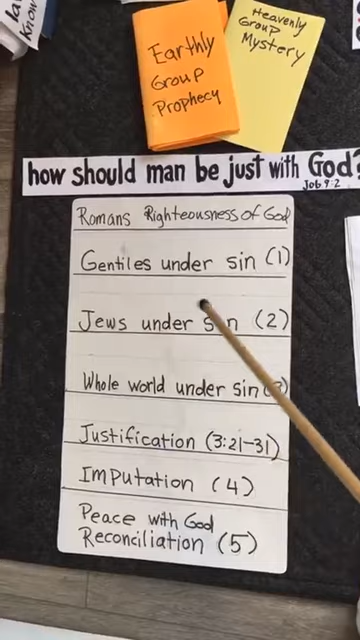 Earthly
Group
Prophecy
Heavenly
Group
Mystery
how should man be just with God?
Job 9:2
Romans Righteousness of God
Gentiles under sin (1)
Jews under sin (2)
Whole world under sin
Justification (3:21-31)
Imputation (4)
Peace with God
Reconciliation (5)
know